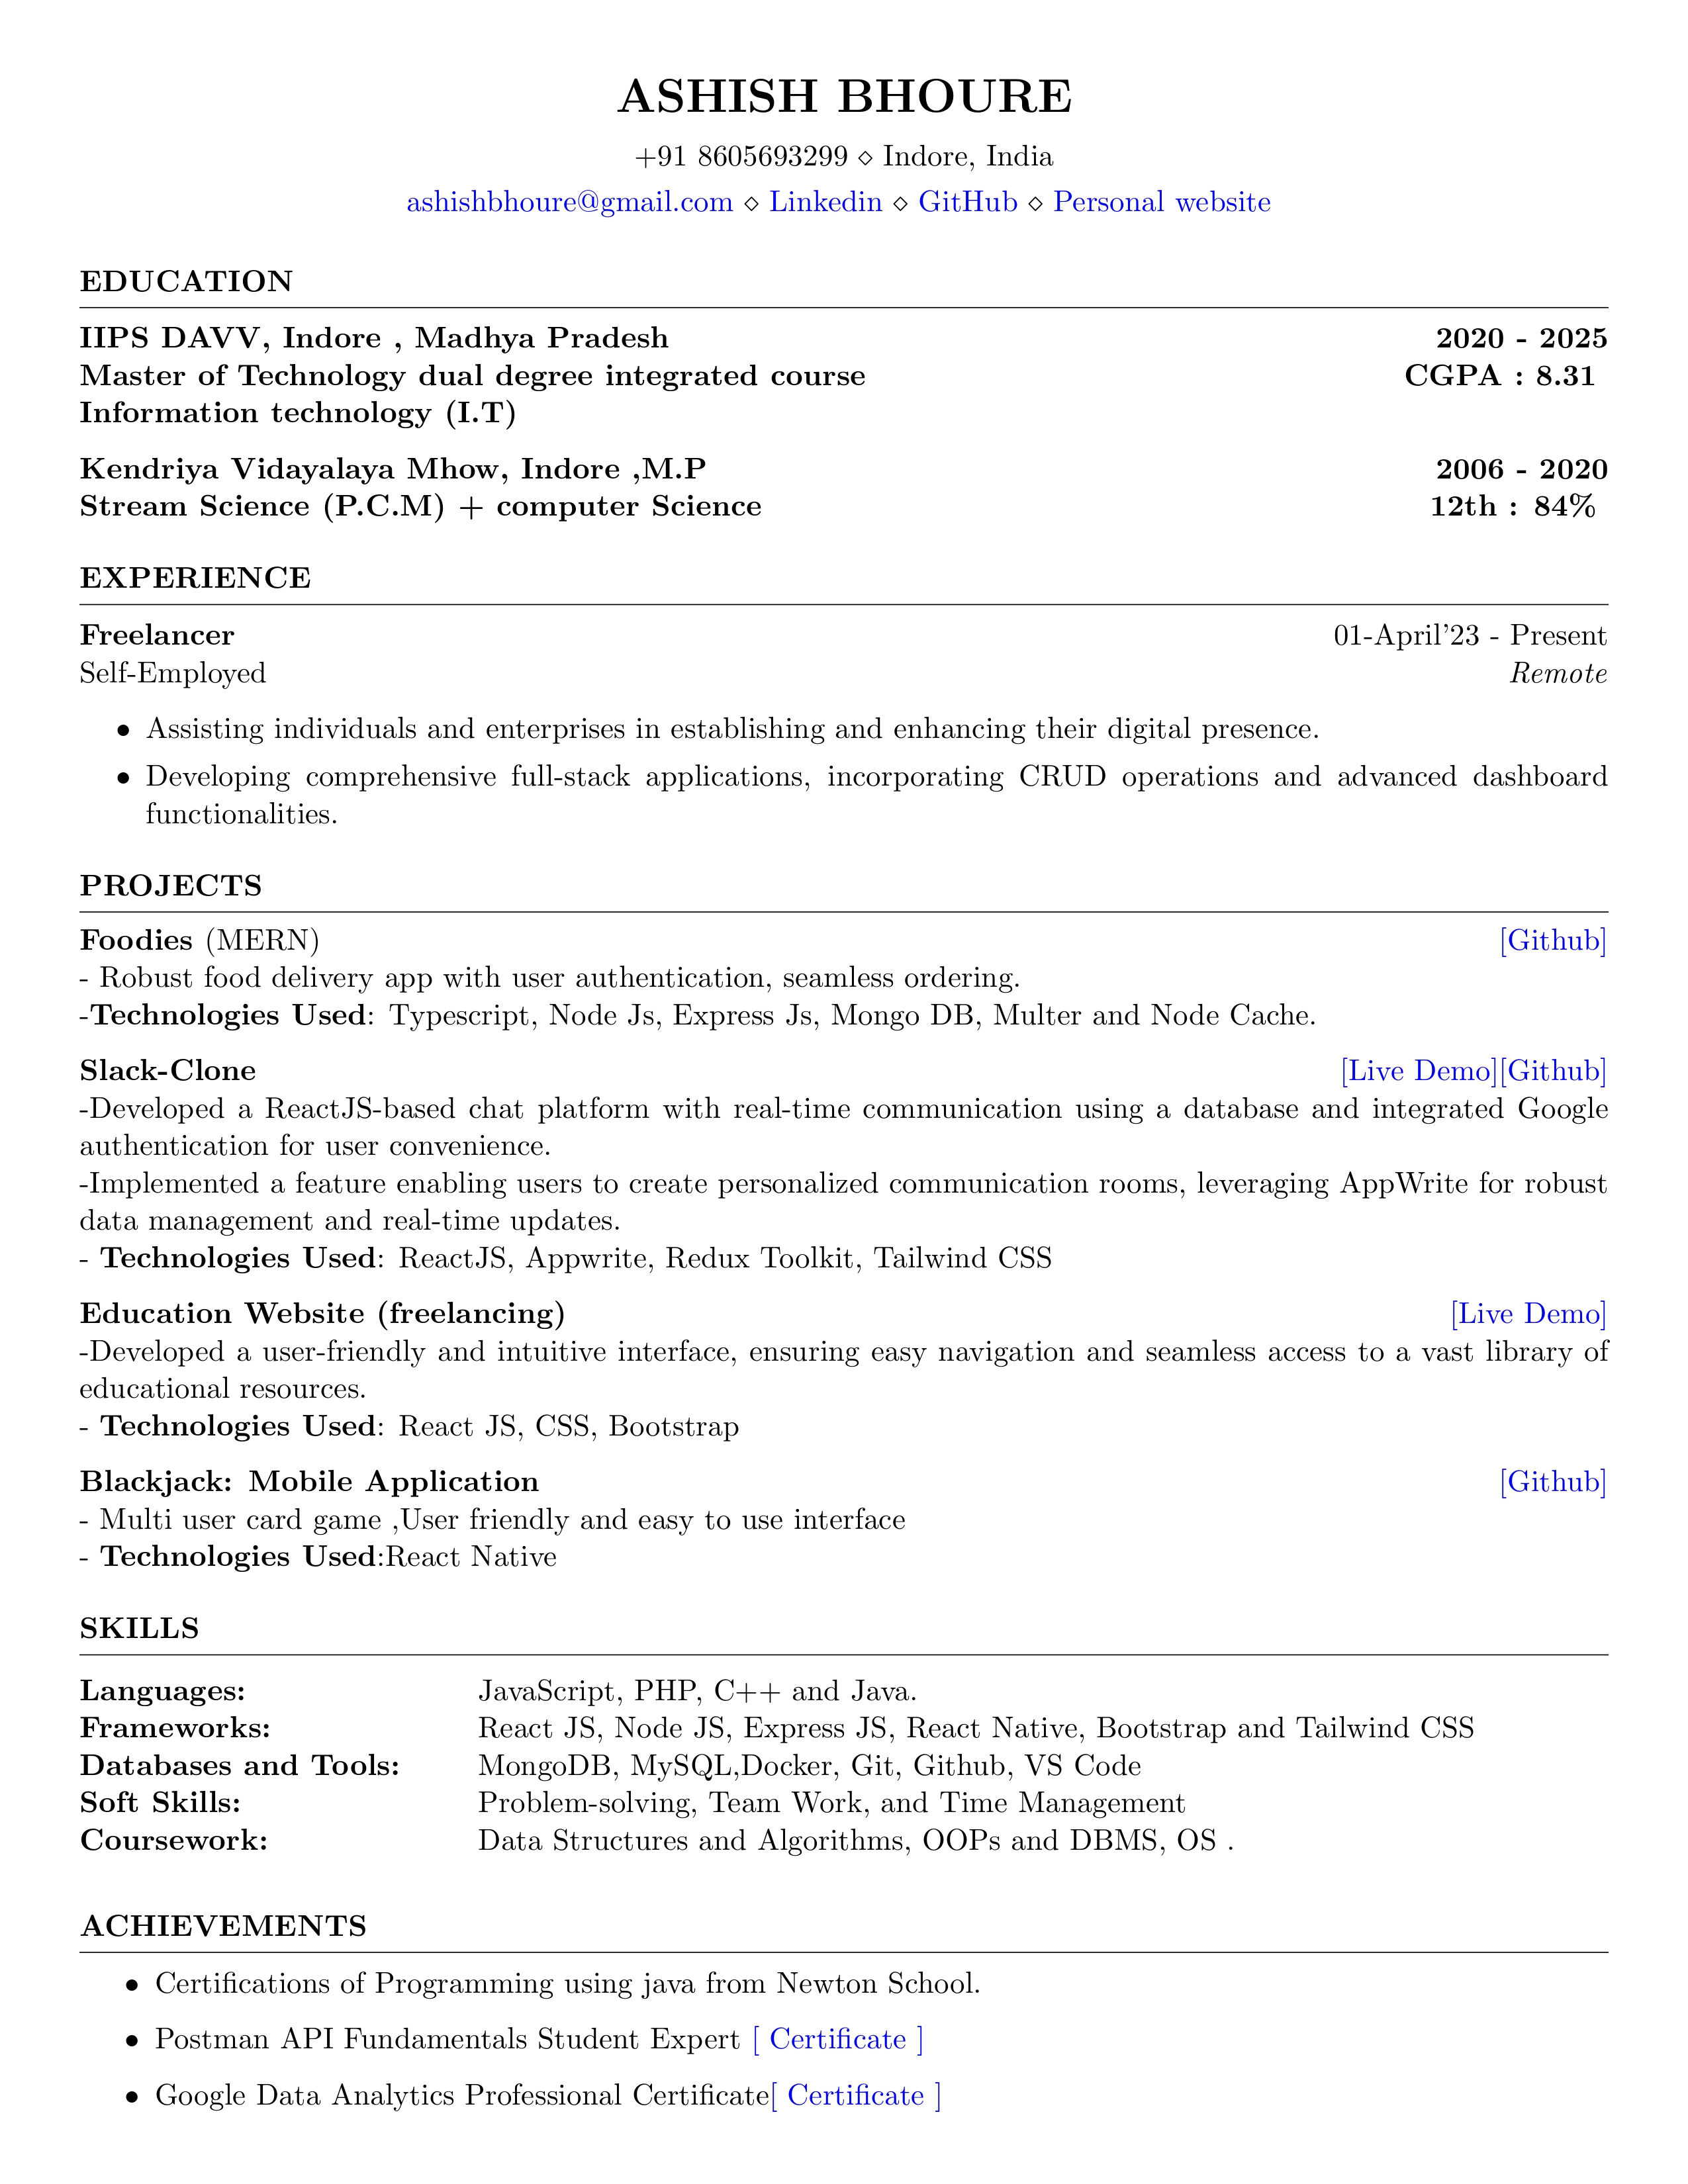 ASHISH BHOURE
+91 8605693299 ⋄ Indore, India
ashishbhoure@gmail.com ⋄ Linkedin ⋄ GitHub ⋄ Personal website
EDUCATION
IIPS DAVV, Indore , Madhya Pradesh 2020 - 2025
Master of Technology dual degree integrated course CGPA : 8.31
Information technology (I.T)
Kendriya Vidayalaya Mhow, Indore ,M.P 2006 - 2020
Stream Science (P.C.M) + computer Science 12th : 84%
EXPERIENCE
Freelancer 01-April'23 - Present
Self-Employed Remote
• Assisting individuals and enterprises in establishing and enhancing their digital presence.
• Developing comprehensive full-stack applications, incorporating CRUD operations and advanced dashboard
functionalities.
PROJECTS
Foodies (MERN) [Github]
- Robust food delivery app with user authentication, seamless ordering.
-Technologies Used: Typescript, Node Js, Express Js, Mongo DB, Multer and Node Cache.
Slack-Clone [Live Demo][Github]
-Developed a ReactJS-based chat platform with real-time communication using a database and integrated Google
authentication for user convenience.
-Implemented a feature enabling users to create personalized communication rooms, leveraging AppWrite for robust
data management and real-time updates.
- Technologies Used: ReactJS, Appwrite, Redux Toolkit, Tailwind CSS
Education Website (freelancing) [Live Demo]
-Developed a user-friendly and intuitive interface, ensuring easy navigation and seamless access to a vast library of
educational resources.
- Technologies Used: React JS, CSS, Bootstrap
Blackjack: Mobile Application [Github]
- Multi user card game ,User friendly and easy to use interface
- Technologies Used:React Native
SKILLS
Languages: JavaScript, PHP, C++ and Java.
Frameworks: React JS, Node JS, Express JS, React Native, Bootstrap and Tailwind CSS
Databases and Tools: MongoDB, MySQL,Docker, Git, Github, VS Code
Soft Skills: Problem-solving, Team Work, and Time Management
Coursework: Data Structures and Algorithms, OOPs and DBMS, OS .
ACHIEVEMENTS
• Certifications of Programming using java from Newton School.
• Postman API Fundamentals Student Expert [ Certificate ]
• Google Data Analytics Professional Certificate[ Certificate ]